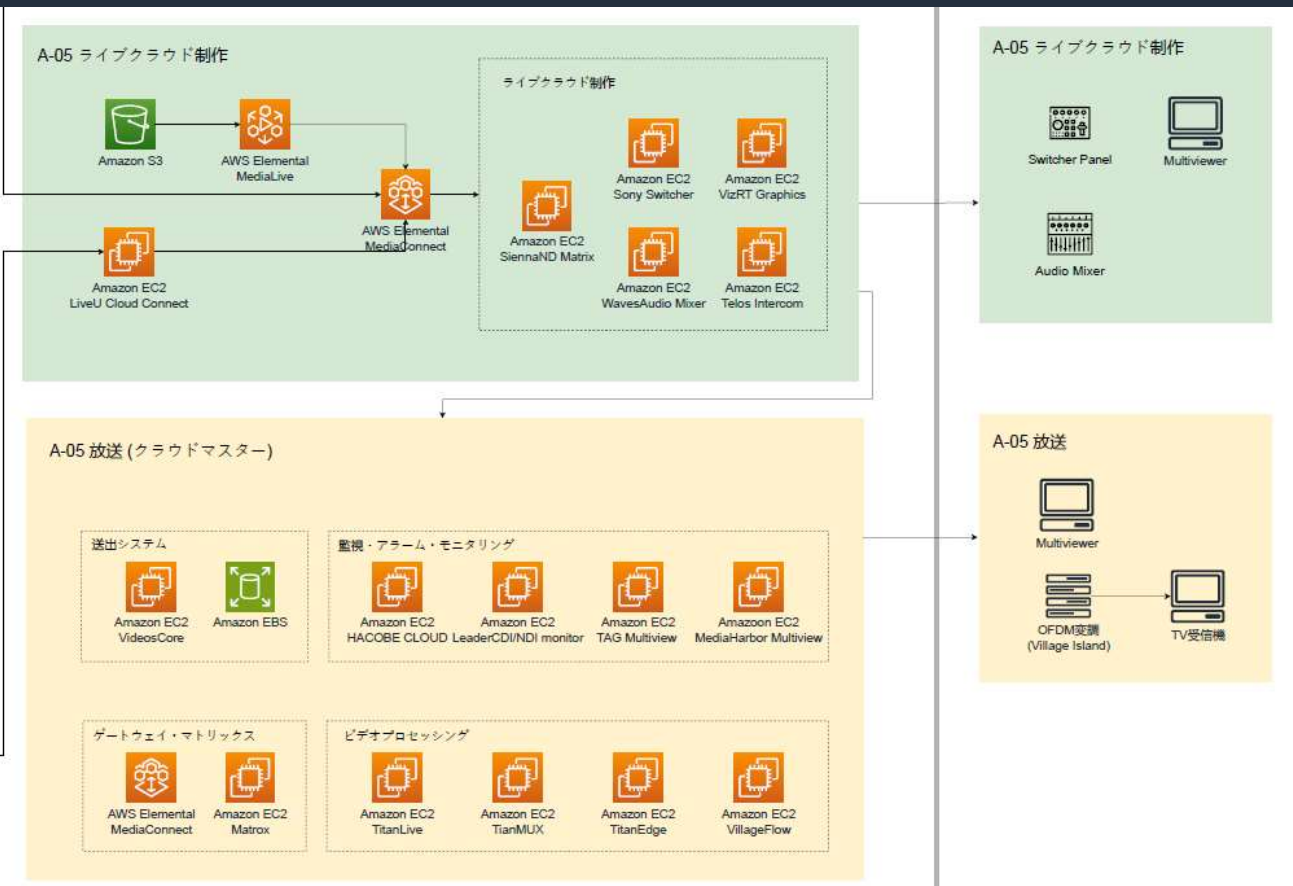 A-05 ライブクラウド制作
Amazon S3
AWS Elemental
MediaLive
AWS Elemental
MediaConnect
Amazon EC2
LiveU Cloud Connect
ライブクラウド制作
Amazon EC2
SiennaND Matrix
Amazon EC2
Sony Switcher
Amazon EC2
VizRT Graphics
Amazon EC2
WavesAudio Mixer
Amazon EC2
Telos Intercom
A-05 ライブクラウド制作
Switcher Panel
Multiviewer
Audio Mixer
A-05 放送 (クラウドマスター)
送出システム
Amazon EC2
VideosCore
Amazon EBS
監視・アラーム・モニタリング
Amazon EC2
HACOBE CLOUD
Amazon EC2
LeaderCDI/NDI monitor
Amazon EC2
TAG Multiview
Amazoon EC2
MediaHarbor Multiview
ゲートウェイ・マトリックス
AWS Elemental
MediaConnect
Amazon EC2
Matrox
ビデオプロセッシング
Amazon EC2
TitanLive
Amazon EC2
TianMUX
Amazon EC2
TitanEdge
Amazon EC2
VillageFlow
A-05 放送
Multiviewer
OFDM変調
(Village Island)
TV受信機